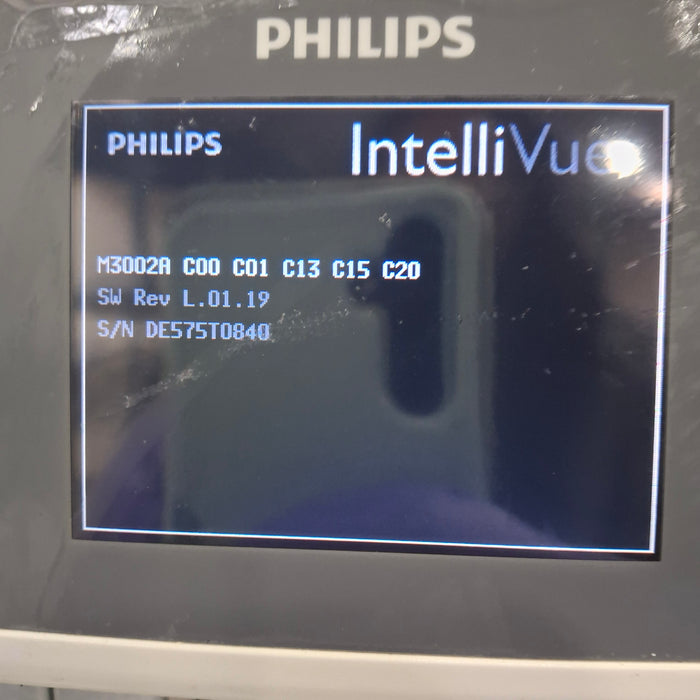 PHILIPS
PHILIPS IntelliVue
M3002A C00 C01 C13 C15 C20
SW Rev L.01.19
S/N DE575T0840